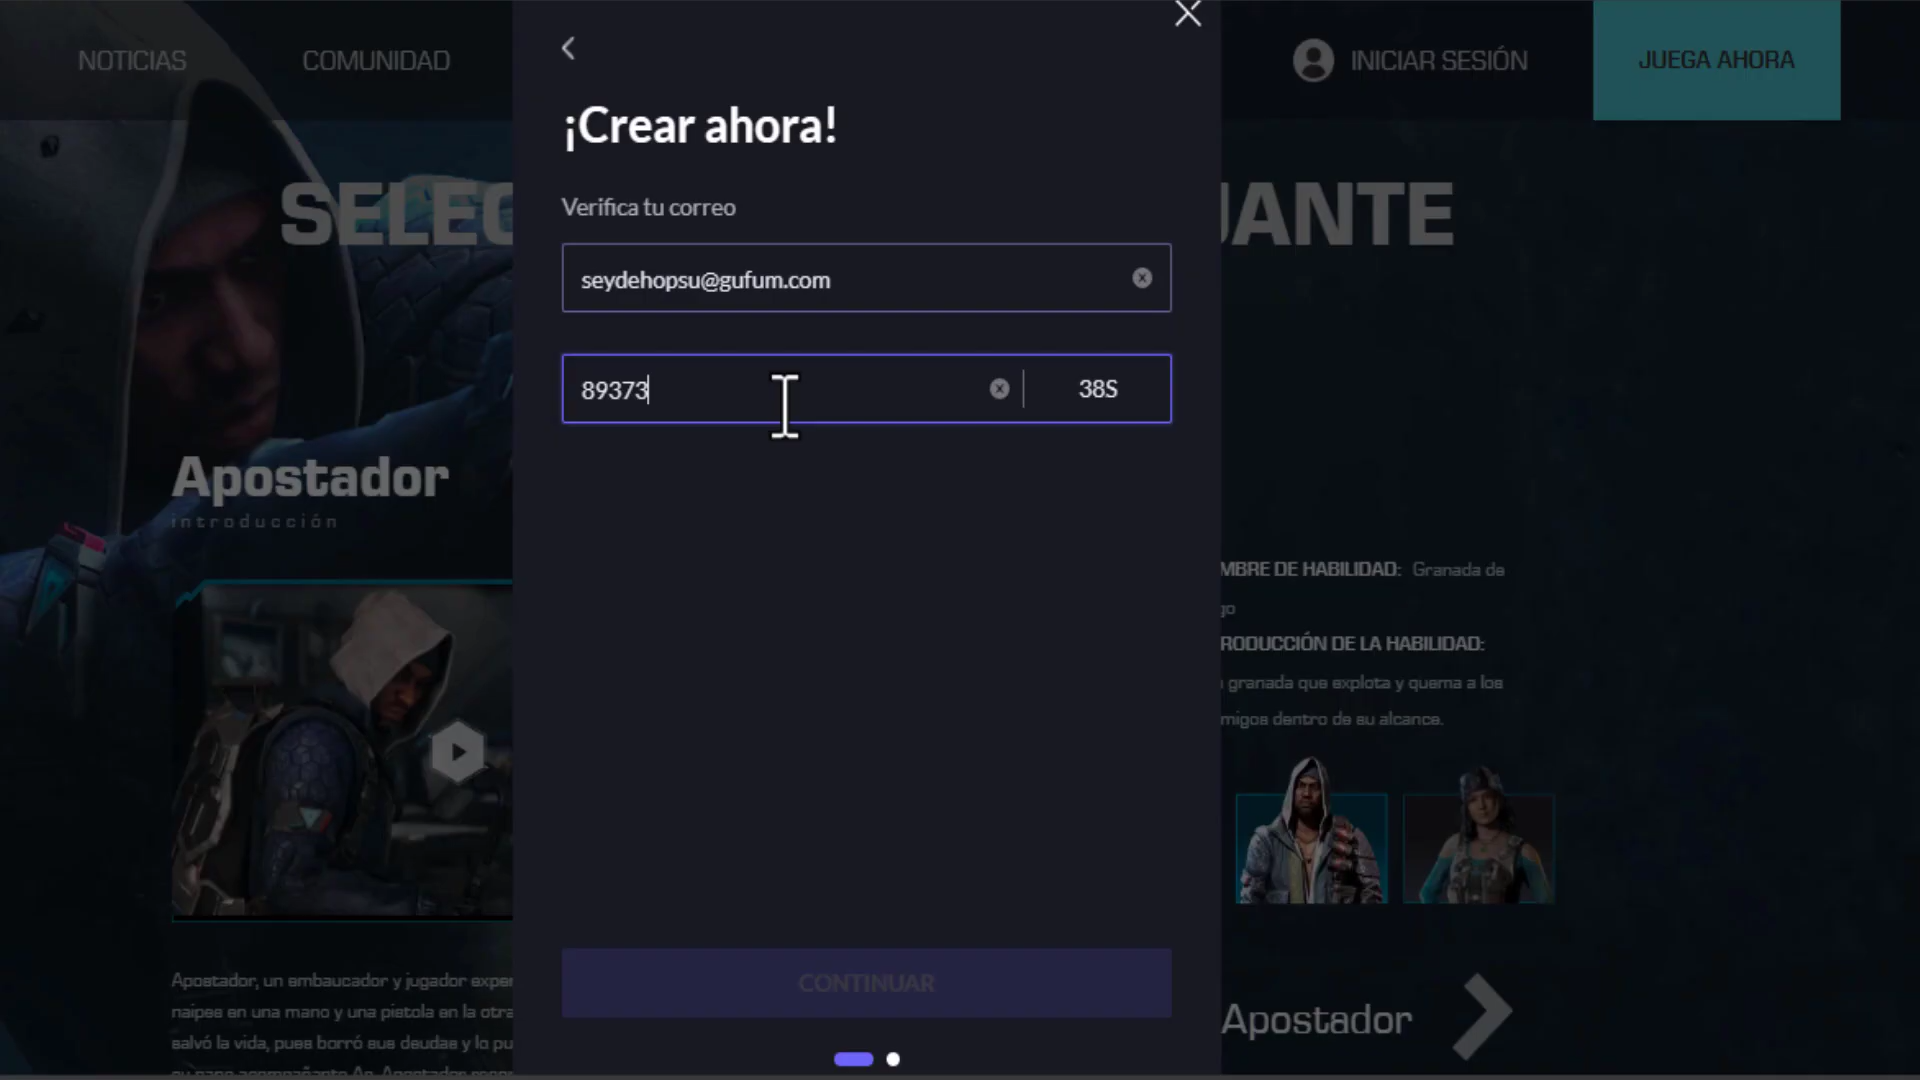 NOTICIAS
COMUNIDAD
INICIAR SESIÓN
JUEGA AHORA
¡Crear ahora!
SELEC
JANTE
Verifica tu correo
seydehopsu@gufum.com
89373
38S
Apostador
introducción
MBRE DE HABILIDAD: Granada de
go
RODUCCIÓN DE LA HABILIDAD:
granada que explota y quema a los
migos dentro de su alcance.
CONTINUAR
Apostador, un embaucador y jugador exper
naipes en una mano y una pistola en la otra
salvó la vida, pues borró sus deudas y lo pu
Apostador